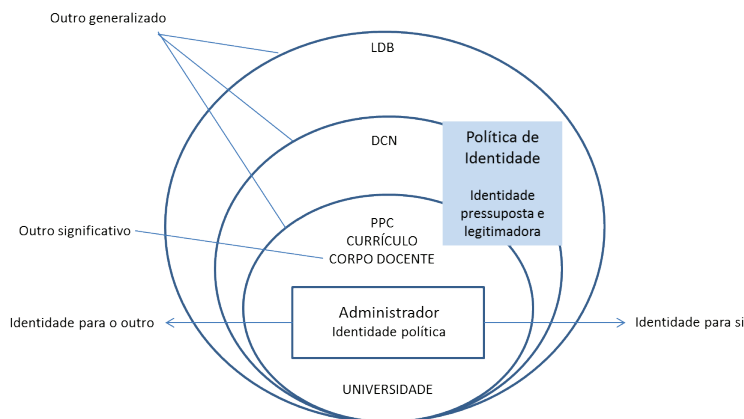 Outro generalizado
LDB
DCN
Política de
Identidade
Identidade
pressuposta e
legitimadora
PPC
CURRÍCULO
CORPO DOCENTE
Outro significativo
Administrador
Identidade política
Identidade para o outro
Identidade para si
UNIVERSIDADE